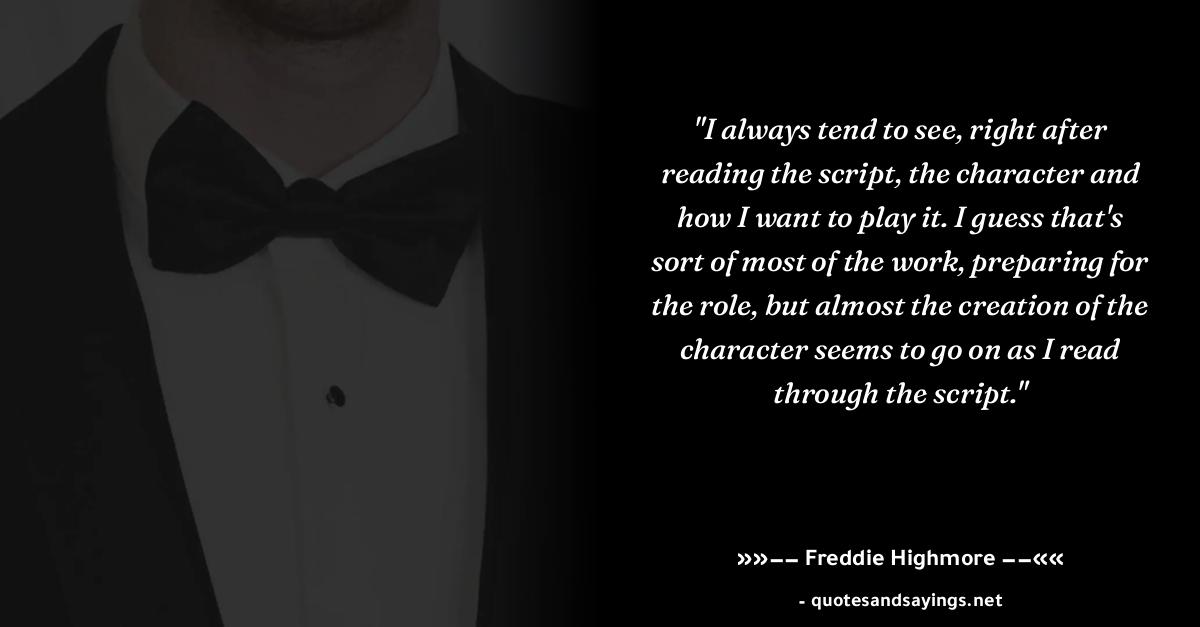 "I always tend to see, right after
reading the script, the character and
how I want to play it. I guess that's
sort of most of the work, preparing for
the role, but almost the creation of the
character seems to go on as I read
through the script."
»»−− Freddie Highmore −−««
- quotesandsayings.net